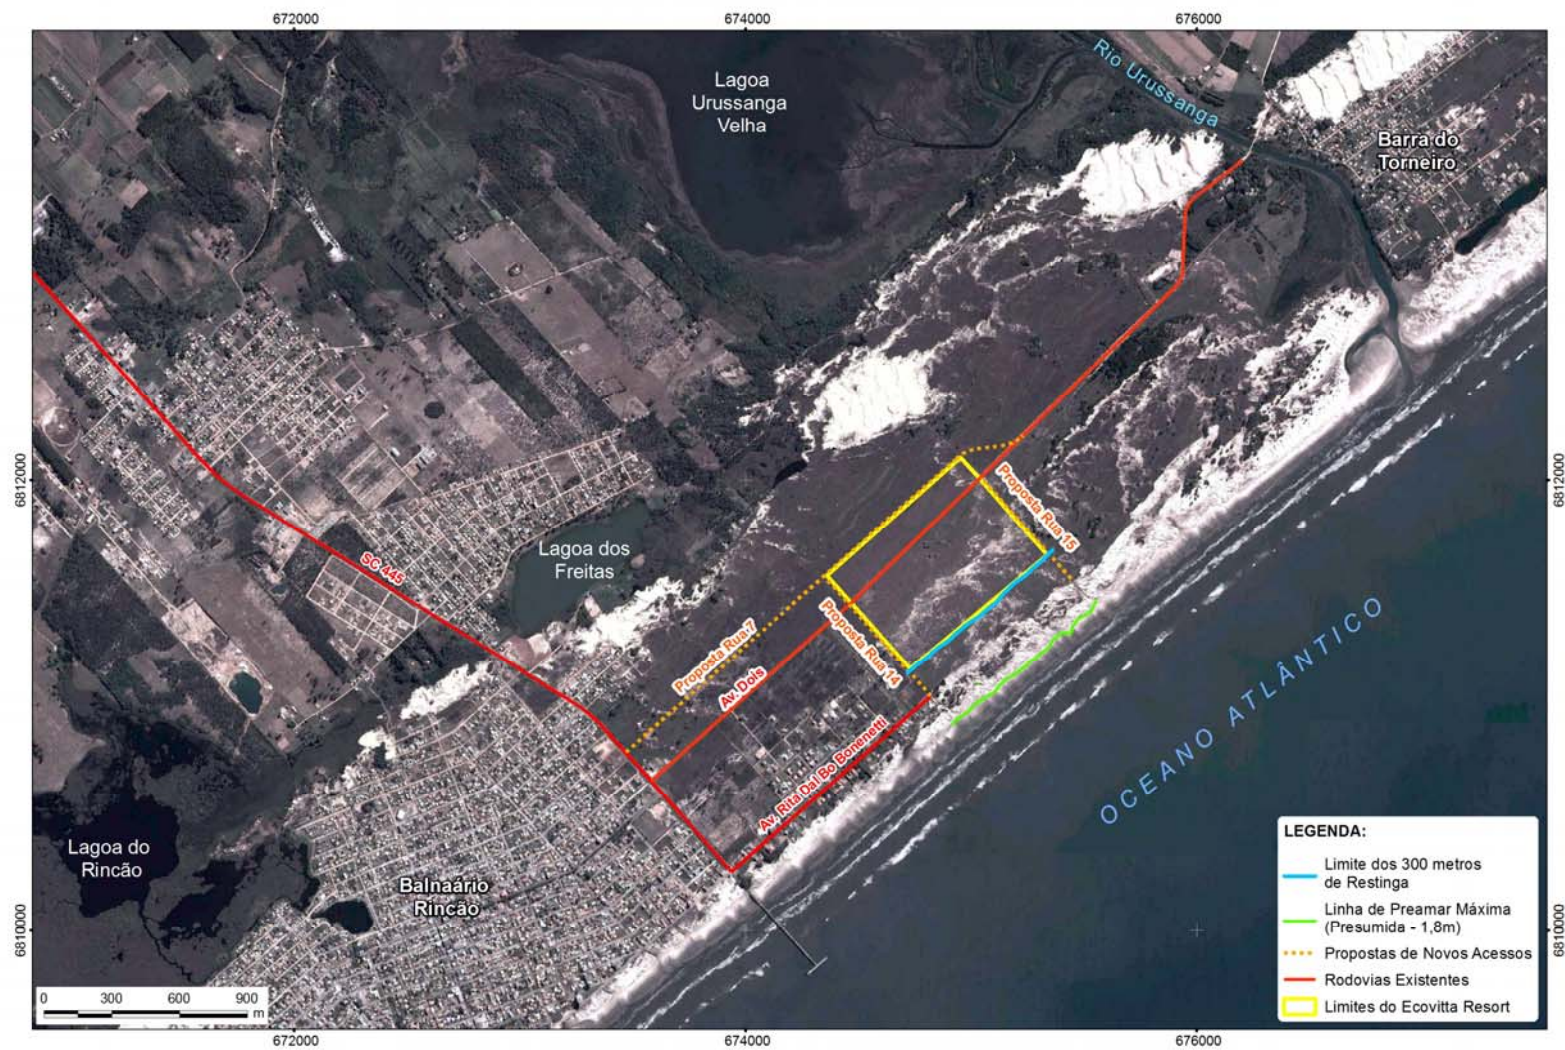 672000
674000
676000
Lagoa
Urussanga
Velha
Rio Urussanga
Barra do
Torneiro
6812000
6812000
SC 445
Lagoa dos
Freitas
Proposta Rua 15
Proposta Rua 14
Proposta Rua 7
Av. Dois
Av. Rita Dal Bo Bonenetti
OCEANO ATLÂNTICO
Lagoa do
Rincão
Balnaário
Rincão
6810000
6810000
LEGENDA:
Limite dos 300 metros
de Restinga
Linha de Preamar Máxima
(Presumida - 1,8m)
Propostas de Novos Acessos
Rodovias Existentes
Limites do Ecovitta Resort
0 300 600 900
m
672000
674000
676000